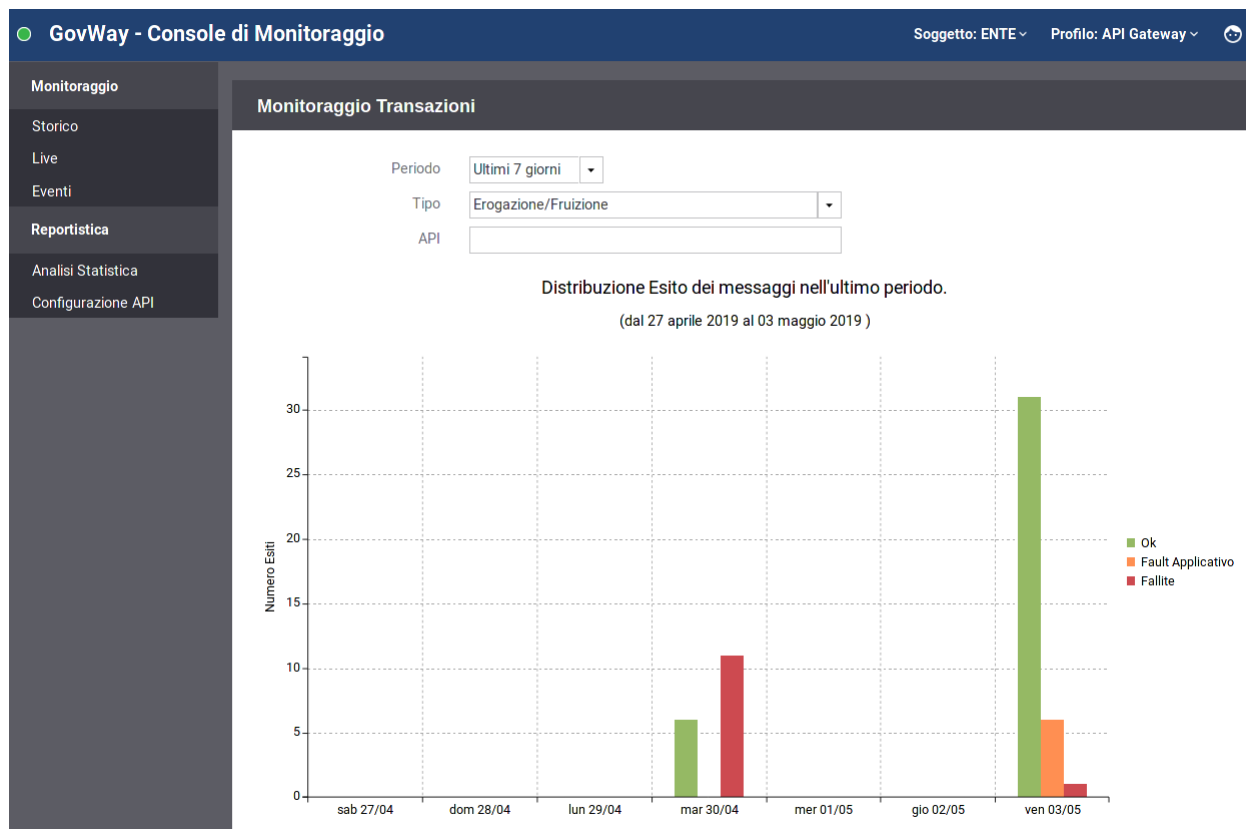 GovWay - Console di Monitoraggio
Soggetto: ENTE
Profilo: API Gateway
Monitoraggio
Storico
Live
Eventi
Reportistica
Analisi Statistica
Configurazione API
Monitoraggio Transazioni
Periodo Ultimi 7 giorni
Tipo Erogazione/Fruizione
API
Distribuzione Esito dei messaggi nell'ultimo periodo.
(dal 27 aprile 2019 al 03 maggio 2019 )
Numero Esiti
30
25
20
15
10
5
0
sab 27/04 dom 28/04 lun 29/04 mar 30/04 mer 01/05 gio 02/05 ven 03/05
Ok
Fault Applicativo
Fallite